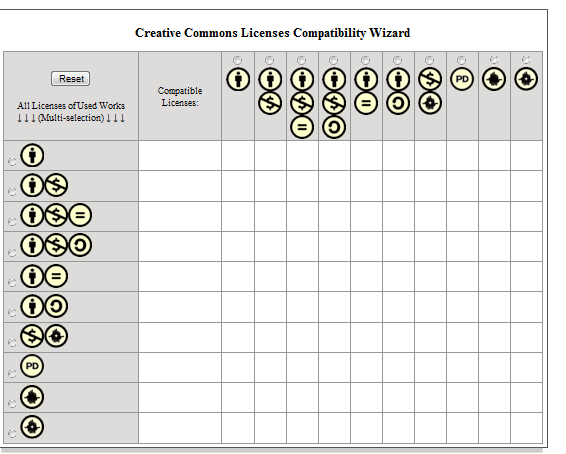 Creative Commons Licenses Compatibility Wizard
Reset
All Licenses of Used Works
↓↓↓(Multi-selection)↓↓↓
Compatible
Licenses:
PD
PD